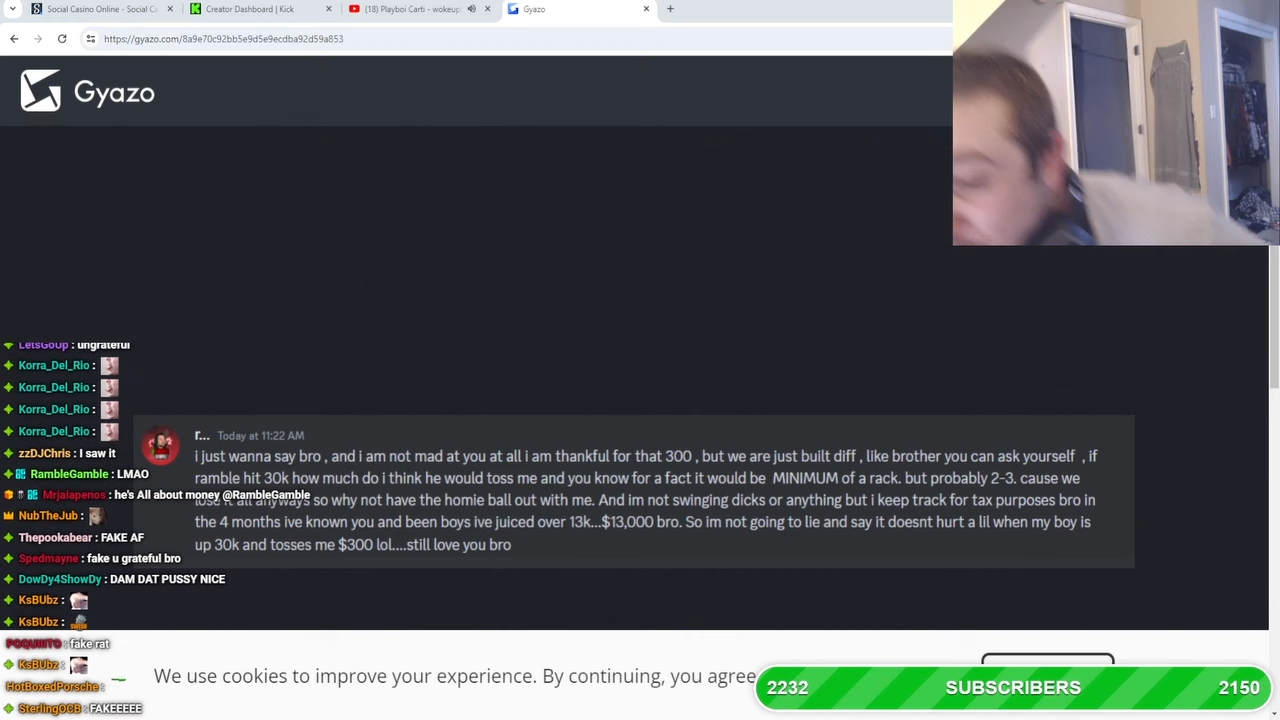 Social Casino Online - Social Ca
Creator Dashboard | Kick
(18) Playboi Carti - wokeup
Gyazo
https://gyazo.com/8a9e70c92bb5e9d5e9ecdba92d59a853
Gyazo
LetsGoUp : ungrateful
Korra_Del_Rio :
Korra_Del_Rio :
Korra_Del_Rio :
Korra_Del_Rio :
zzDJChris : I saw it
RambleGamble : LMAO
Mrjalapenos : he's All about money @RambleGamble
NubTheJub :
Thepookabear : FAKE AF
Spedmayne : fake u grateful bro
DowDy4ShowDy : DAM DAT PUSSY NICE
KsBUbz :
KsBUbz :
POQUIITO : fake rat
KsBUbz :
HotBoxedPorsche :
SterlingOCB : FAKEEEEE
r... Today at 11:22 AM
i just wanna say bro , and i am not mad at you at all i am thankful for that 300 , but we are just built diff , like brother you can ask yourself , if
ramble hit 30k how much do i think he would toss me and you know for a fact it would be MINIMUM of a rack. but probably 2-3. cause we
lose it all anyways so why not have the homie ball out with me. And im not swinging dicks or anything but i keep track for tax purposes bro in
the 4 months ive known you and been boys ive juiced over 13k...$13,000 bro. So im not going to lie and say it doesnt hurt a lil when my boy is
up 30k and tosses me $300 lol....still love you bro
We use cookies to improve your experience. By continuing, you agree
2232 SUBSCRIBERS 2150